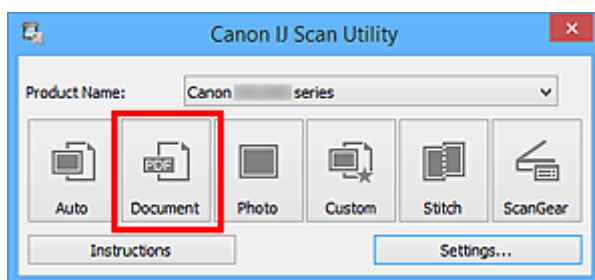 Canon IJ Scan Utility
Product Name: Canon series
PDF
Auto Document Photo Custom Stitch ScanGear
Instructions Settings...